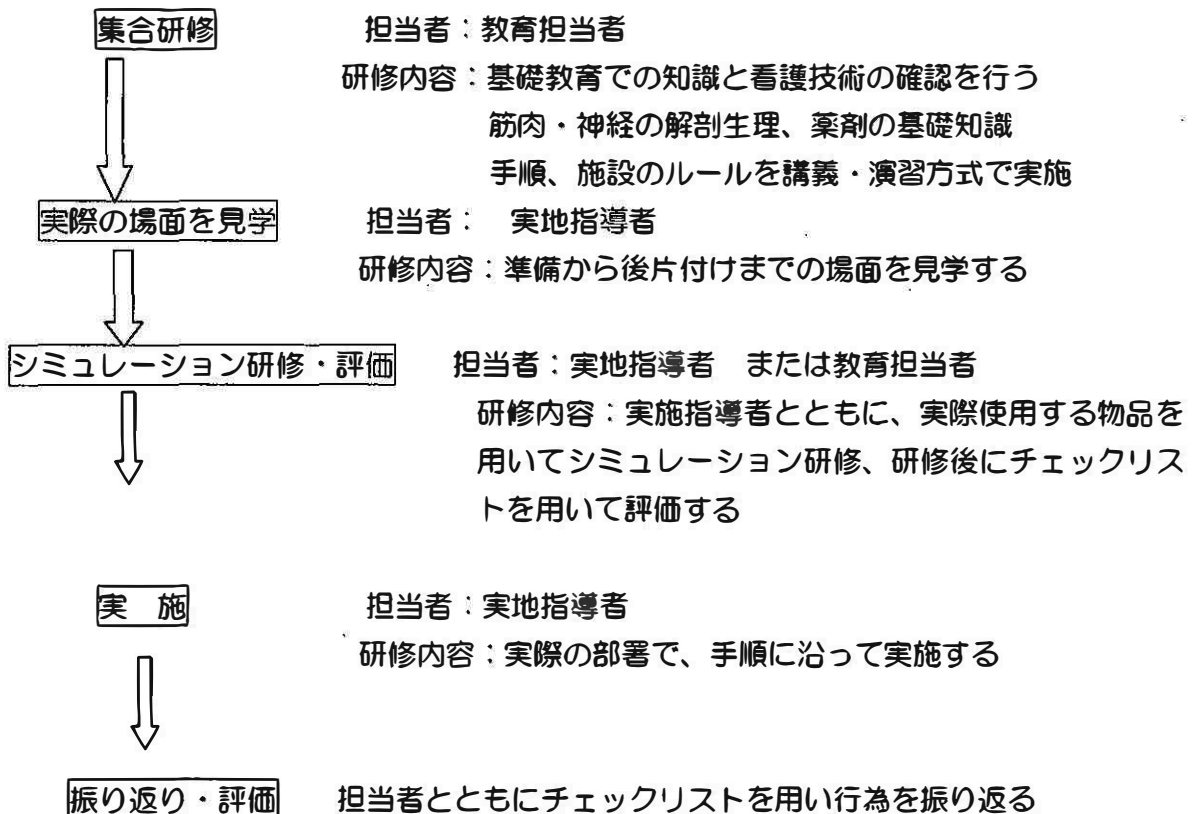 集合研修 担当者：教育担当者
研修内容：基礎教育での知識と看護技術の確認を行う
筋肉・神経の解剖生理、薬剤の基礎知識
手順、施設のルールを講義・演習方式で実施
実際の場面を見学 担当者： 実地指導者
研修内容：準備から後片付けまでの場面を見学する
シミュレーション研修・評価 担当者：実地指導者 または教育担当者
研修内容：実施指導者とともに、実際使用する物品を
用いてシミュレーション研修、研修後にチェックリス
トを用いて評価する
実 施 担当者：実地指導者
研修内容：実際の部署で、手順に沿って実施する
振り返り・評価 担当者とともにチェックリストを用い行為を振り返る